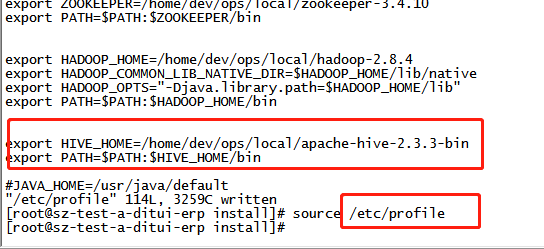 export ZOOKEEPER=/home/dev/ops/local/zookeeper-3.4.10
export PATH=$PATH:$ZOOKEEPER/bin
export HADOOP_HOME=/home/dev/ops/local/hadoop-2.8.4
export HADOOP_COMMON_LIB_NATIVE_DIR=$HADOOP_HOME/lib/native
export HADOOP_OPTS="-Djava.library.path=$HADOOP_HOME/lib"
export PATH=$PATH:$HADOOP_HOME/bin
export HIVE_HOME=/home/dev/ops/local/apache-hive-2.3.3-bin
export PATH=$PATH:$HIVE_HOME/bin
#JAVA_HOME=/usr/java/default
"/etc/profile" 114L, 3259C written
[root@sz-test-a-ditui-erp install]# source /etc/profile
[root@sz-test-a-ditui-erp install]#